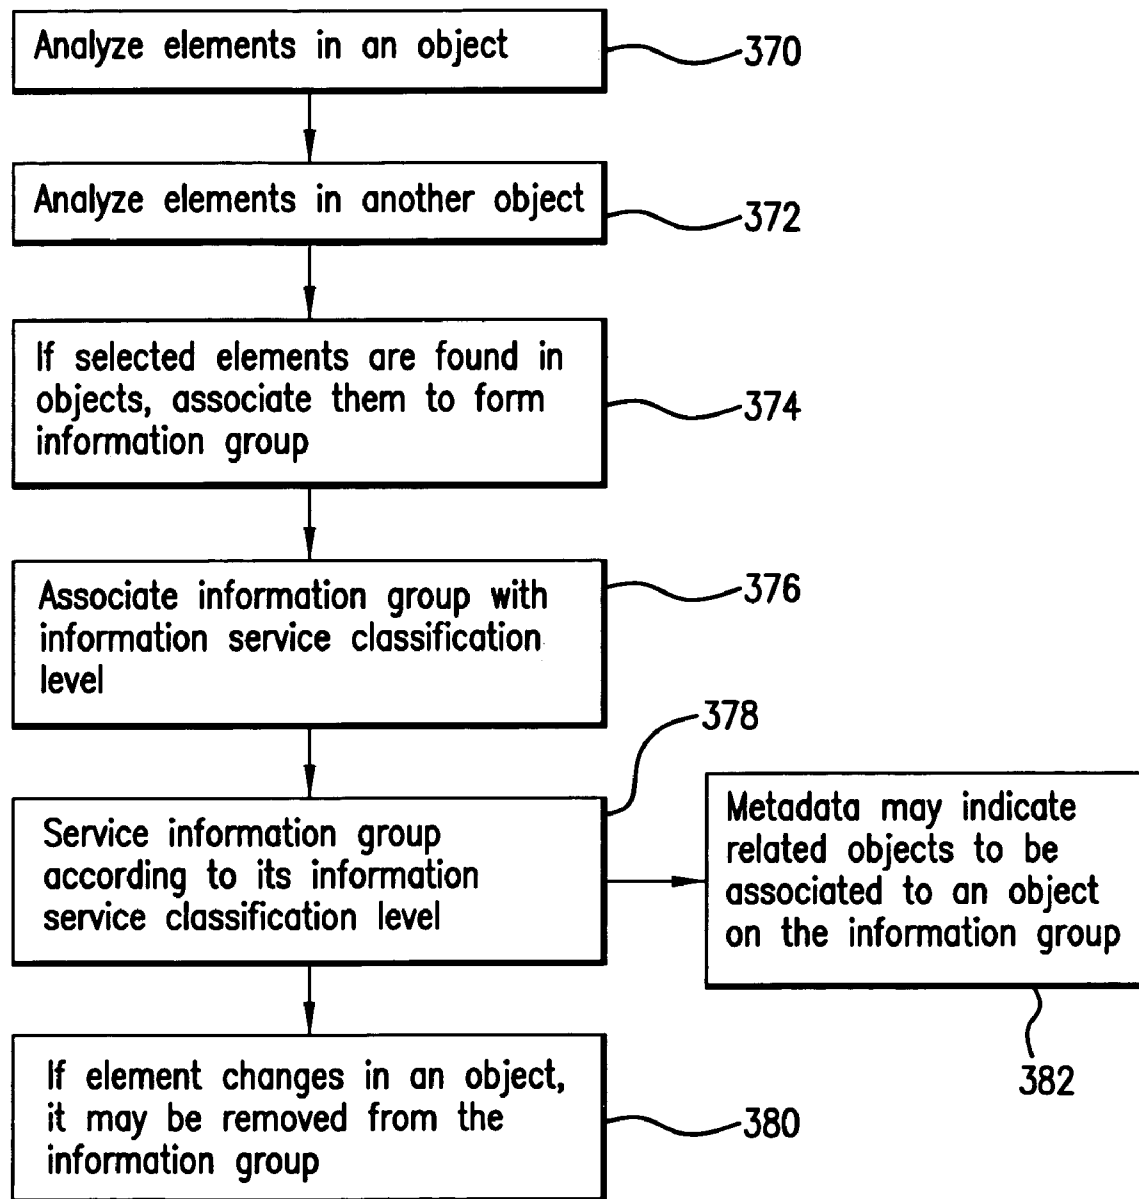 Analyze elements in an object
370
Analyze elements in another object
372
If selected elements are found in
objects, associate them to form
information group
374
Associate information group with
information service classification
level
376
378
Service information group
according to its information
service classification level
Metadata may indicate
related objects to be
associated to an object
on the information group
382
If element changes in an object,
it may be removed from the
information group
380